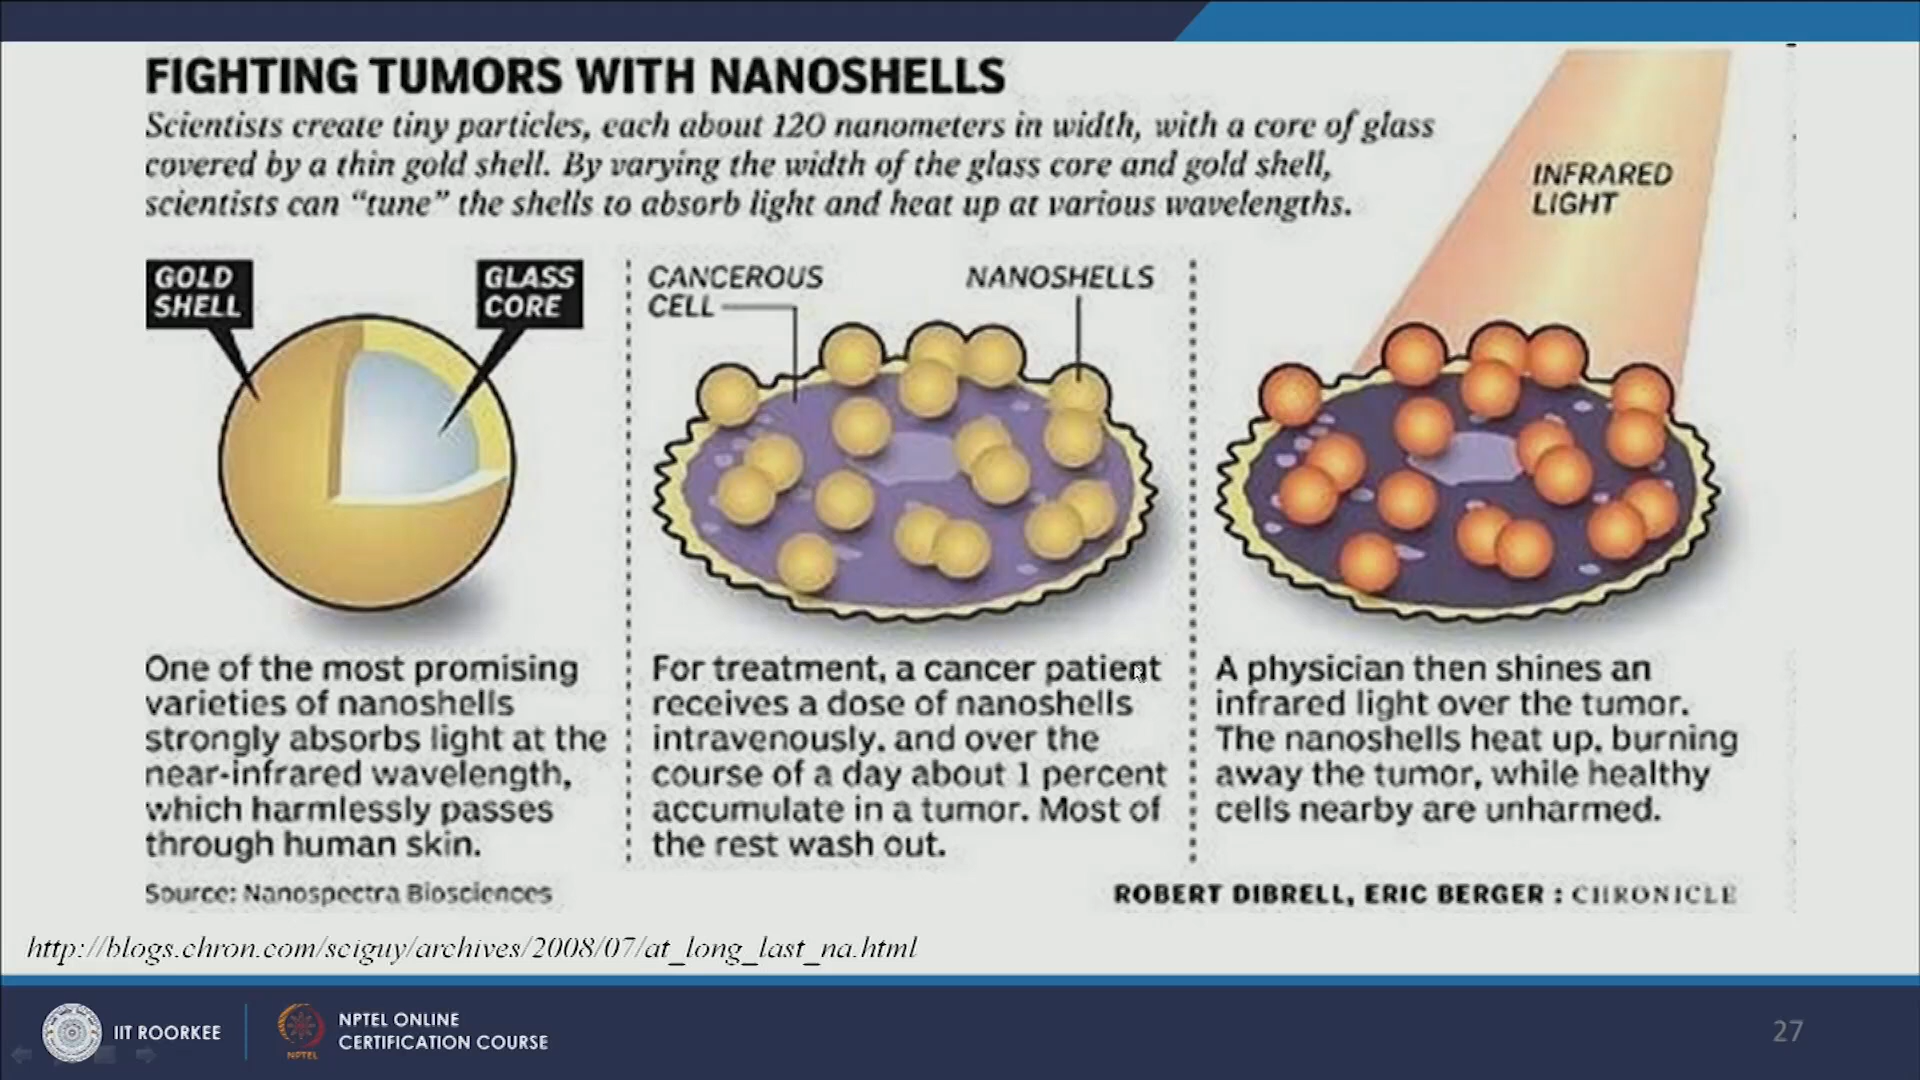 FIGHTING TUMORS WITH NANOSHELLS
Scientists create tiny particles, each about 120 nanometers in width, with a core of glass
covered by a thin gold shell. By varying the width of the glass core and gold shell,
scientists can “tune” the shells to absorb light and heat up at various wavelengths.
INFRARED
LIGHT
GOLD
SHELL
GLASS
CORE
CANCEROUS
CELL
NANOSHELLS
One of the most promising
varieties of nanoshells
strongly absorbs light at the
near-infrared wavelength,
which harmlessly passes
through human skin.
For treatment, a cancer patient
receives a dose of nanoshells
intravenously, and over the
course of a day about 1 percent
accumulate in a tumor. Most of
the rest wash out.
A physician then shines an
infrared light over the tumor.
The nanoshells heat up, burning
away the tumor, while healthy
cells nearby are unharmed.
Source: Nanospectra Biosciences
ROBERT DIBRELL, ERIC BERGER : CHRONICLE
http://blogs.chron.com/sciguy/archives/2008/07/at_long_last_na.html
IIT ROORKEE
NPTEL
NPTEL ONLINE
CERTIFICATION COURSE
27